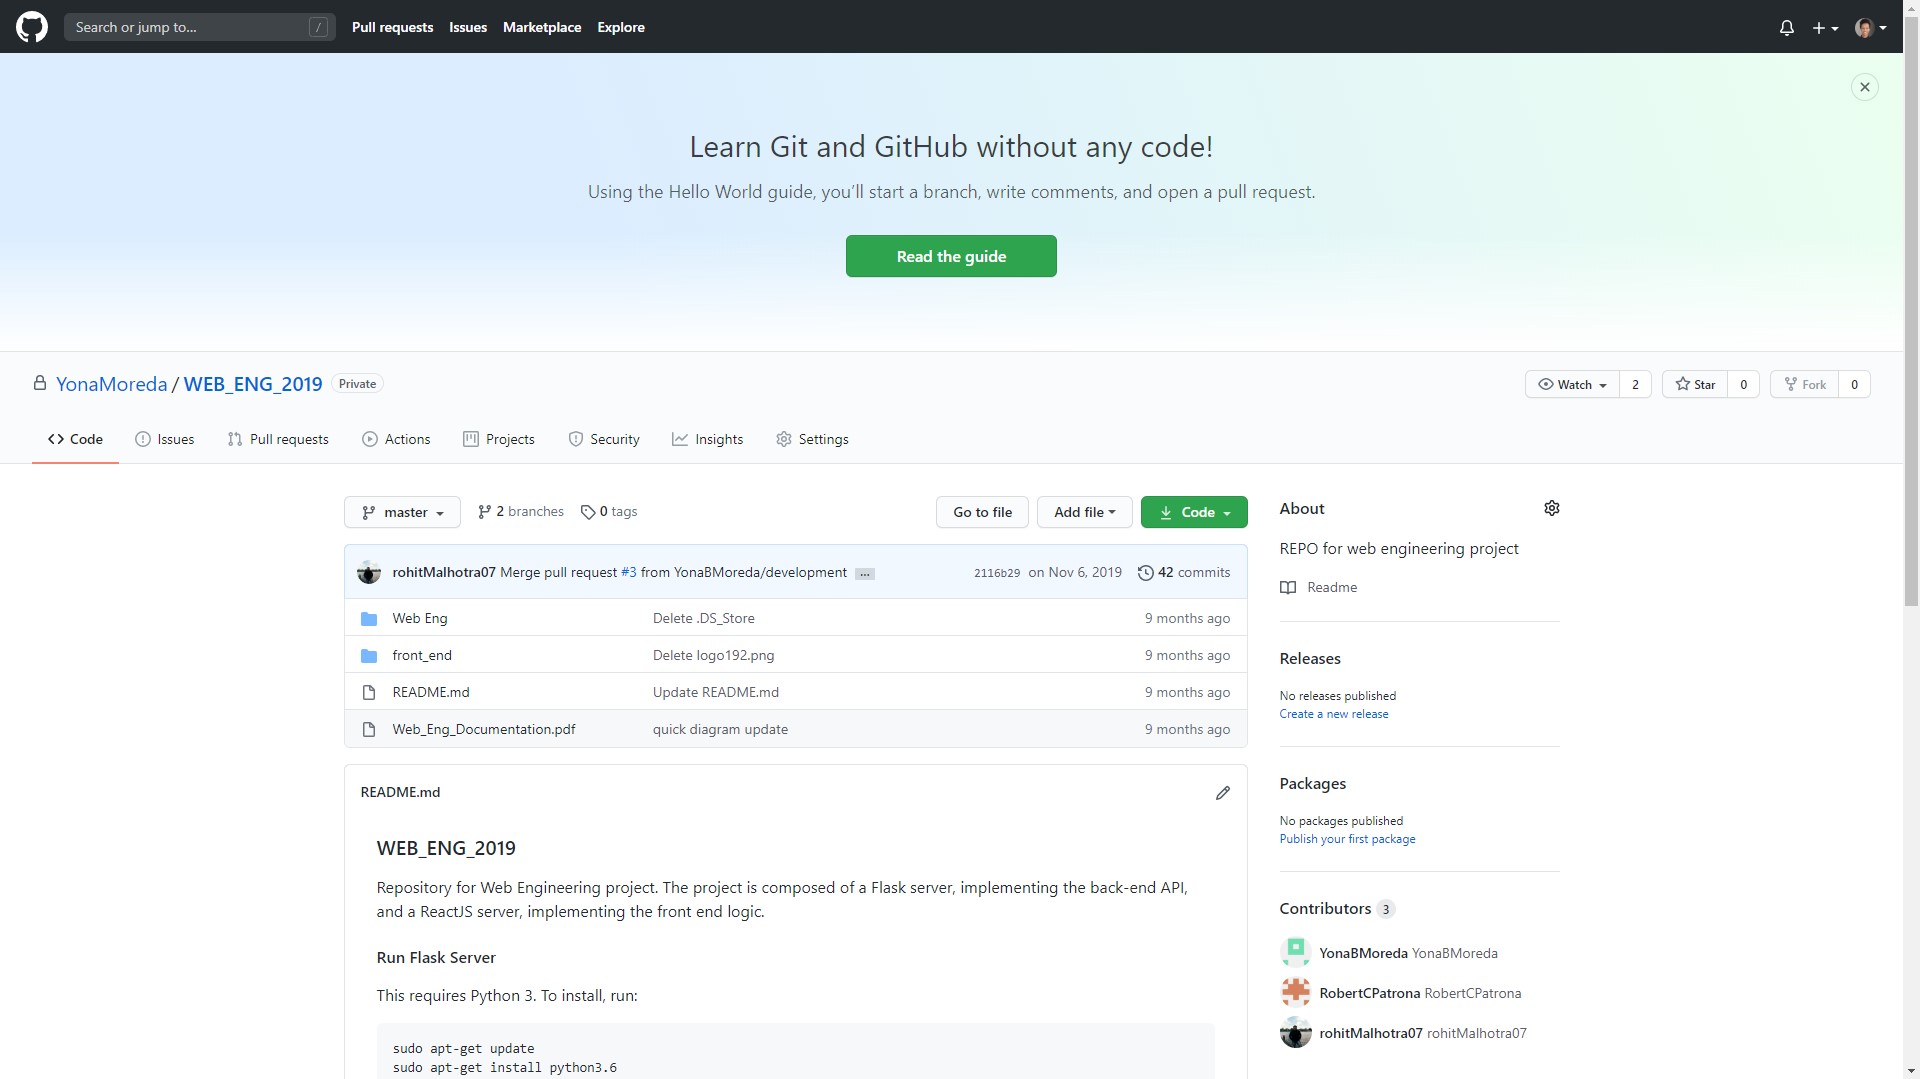 Search or jump to... /
Pull requests Issues Marketplace Explore
Learn Git and GitHub without any code!
Using the Hello World guide, you’ll start a branch, write comments, and open a pull request.
Read the guide
YonaMoreda / WEB_ENG_2019 Private
Watch 2 Star 0 Fork 0
Code Issues Pull requests Actions Projects Security Insights Settings
master 2 branches 0 tags Go to file Add file Code
rohitMalhotra07 Merge pull request #3 from YonaBMoreda/development ... 2116b29 on Nov 6, 2019 42 commits
Web Eng Delete .DS_Store 9 months ago
front_end Delete logo192.png 9 months ago
README.md Update README.md 9 months ago
Web_Eng_Documentation.pdf quick diagram update 9 months ago
README.md
WEB_ENG_2019
Repository for Web Engineering project. The project is composed of a Flask server, implementing the back-end API,
and a ReactJS server, implementing the front end logic.
Run Flask Server
This requires Python 3. To install, run:
sudo apt-get update
sudo apt-get install python3.6
About
REPO for web engineering project
Readme
Releases
No releases published
Create a new release
Packages
No packages published
Publish your first package
Contributors 3
YonaBMoreda YonaBMoreda
RobertCPatrona RobertCPatrona
rohitMalhotra07 rohitMalhotra07